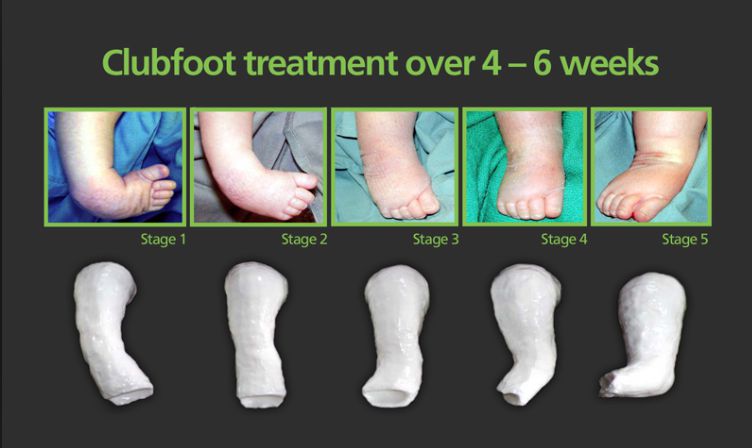 Clubfoot treatment over 4 – 6 weeks
Stage 1
Stage 2
Stage 3
Stage 4
Stage 5